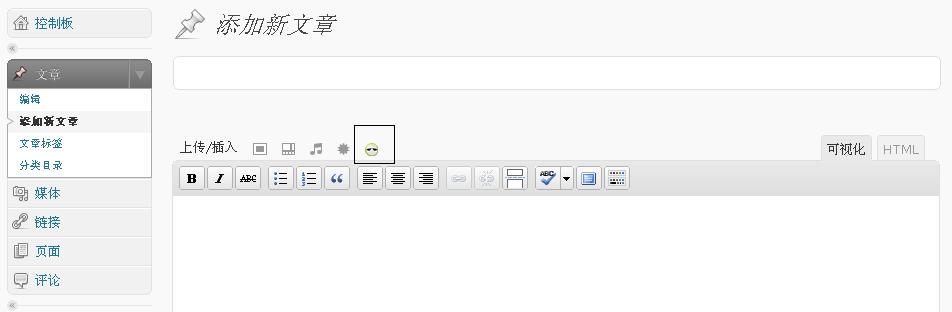 控制板
添加新文章
文章
编辑
添加新文章
文章标签
分类目录
媒体
链接
页面
评论
上传/插入
可视化
HTML
B I ABC
ABC